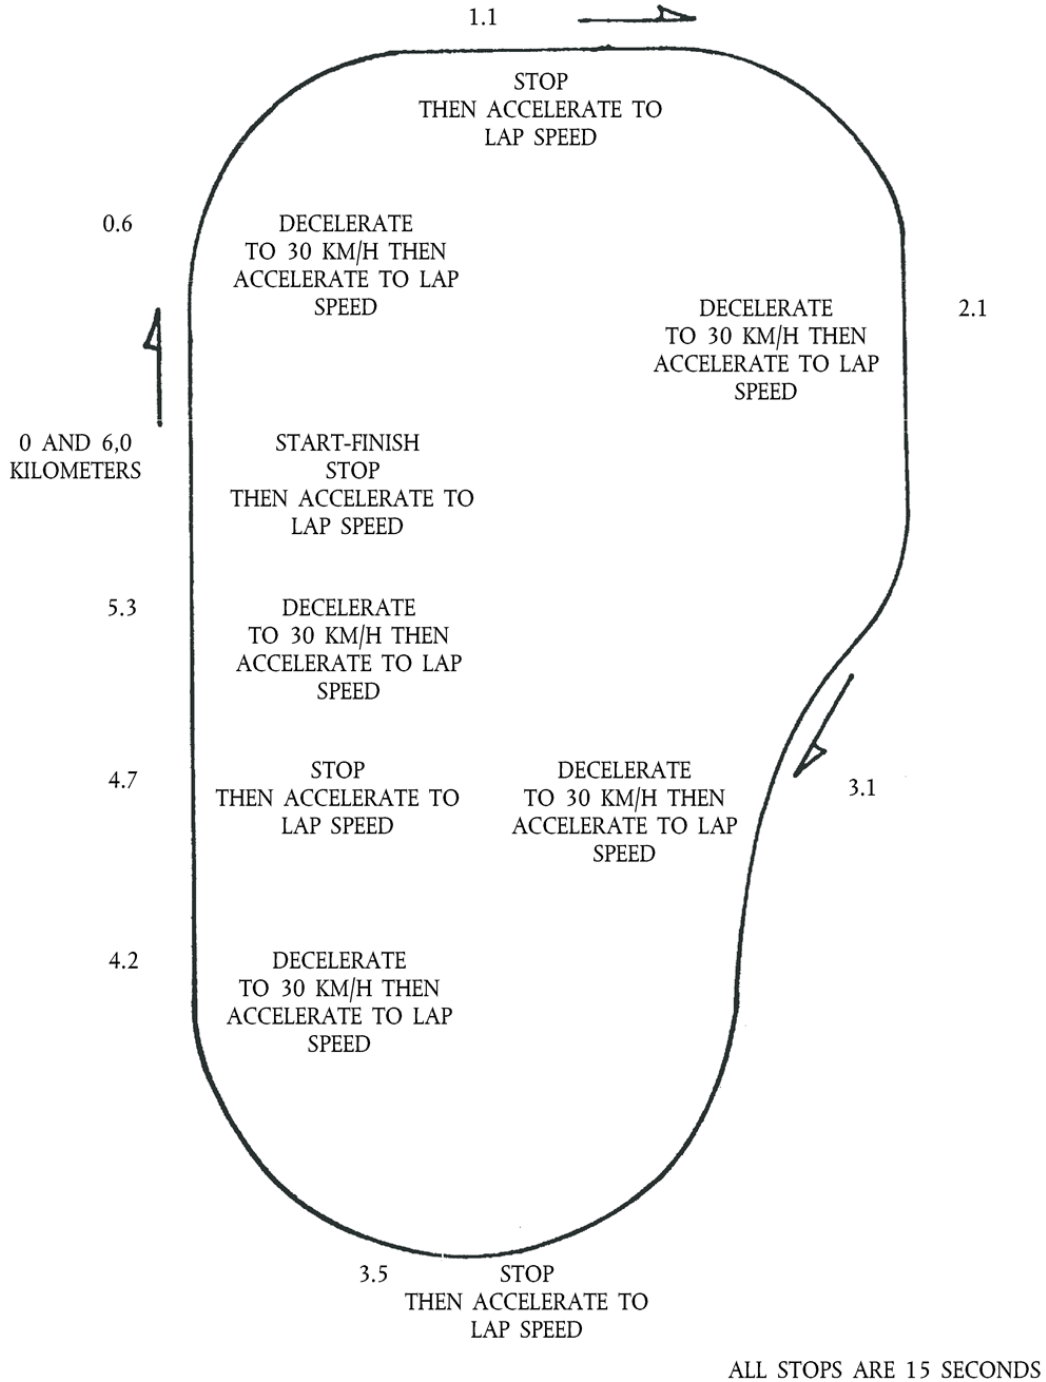 1.1
STOP
THEN ACCELERATE TO
LAP SPEED
0.6
DECELERATE
TO 30 KM/H THEN
ACCELERATE TO LAP
SPEED
DECELERATE
TO 30 KM/H THEN
ACCELERATE TO LAP
SPEED
2.1
0 AND 6,0
KILOMETERS
START-FINISH
STOP
THEN ACCELERATE TO
LAP SPEED
5.3
DECELERATE
TO 30 KM/H THEN
ACCELERATE TO LAP
SPEED
4.7
STOP
THEN ACCELERATE TO
LAP SPEED
DECELERATE
TO 30 KM/H THEN
ACCELERATE TO LAP
SPEED
3.1
4.2
DECELERATE
TO 30 KM/H THEN
ACCELERATE TO LAP
SPEED
3.5
STOP
THEN ACCELERATE TO
LAP SPEED
ALL STOPS ARE 15 SECONDS